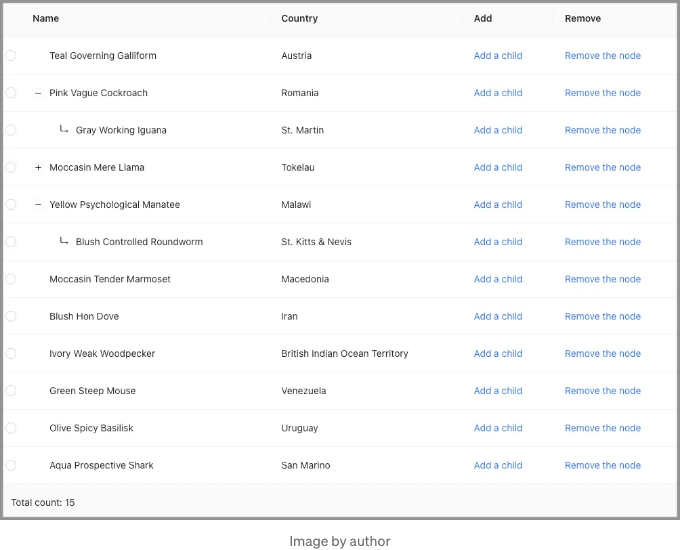 Name Country Add Remove
Teal Governing Galliform Austria Add a child Remove the node
− Pink Vague Cockroach Romania Add a child Remove the node
Gray Working Iguana St. Martin Add a child Remove the node
+ Moccasin Mere Llama Tokelau Add a child Remove the node
− Yellow Psychological Manatee Malawi Add a child Remove the node
Blush Controlled Roundworm St. Kitts & Nevis Add a child Remove the node
Moccasin Tender Marmoset Macedonia Add a child Remove the node
Blush Hon Dove Iran Add a child Remove the node
Ivory Weak Woodpecker British Indian Ocean Territory Add a child Remove the node
Green Steep Mouse Venezuela Add a child Remove the node
Olive Spicy Basilisk Uruguay Add a child Remove the node
Aqua Prospective Shark San Marino Add a child Remove the node
Total count: 15
Image by author